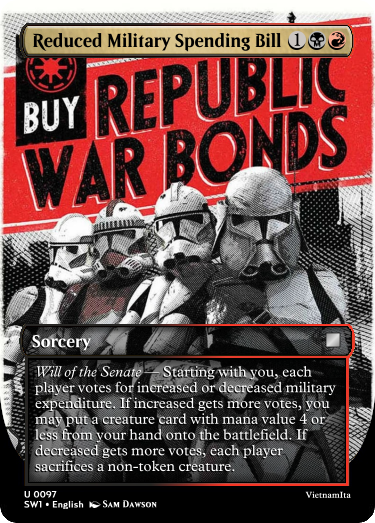 Reduced Military Spending Bill 1
BUY REPUBLIC
WAR BONDS
Sorcery
Will of the Senate — Starting with you, each
player votes for increased or decreased military
expenditure. If increased gets more votes, you
may put a creature card with mana value 4 or
less from your hand onto the battlefield. If
decreased gets more votes, each player
sacrifices a non-token creature.
U 0097
VietnamIta
SW1 • English SAM DAWSON